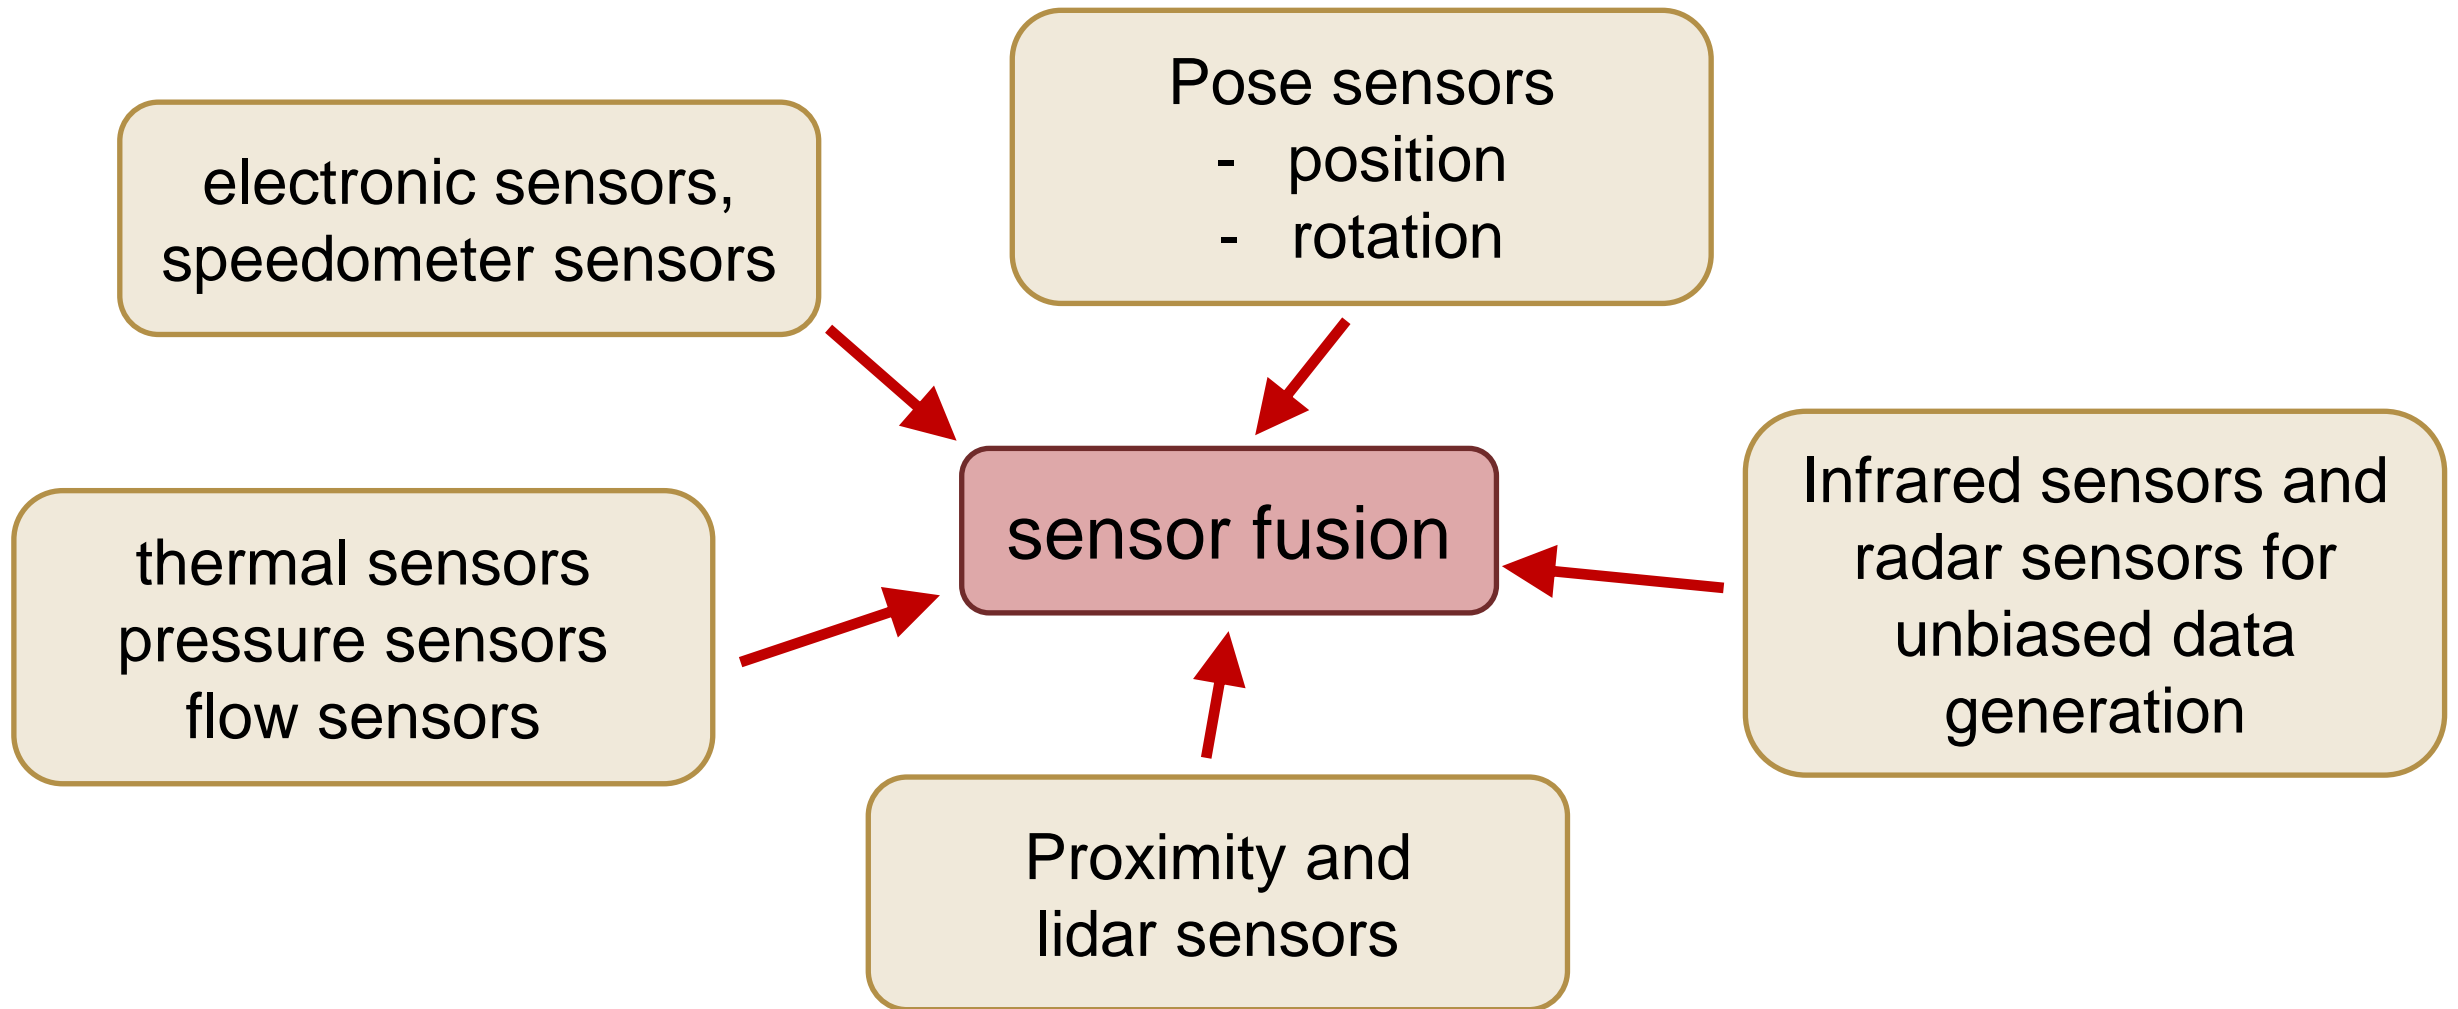 Pose sensors
- position
- rotation
electronic sensors,
speedometer sensors
sensor fusion
Infrared sensors and
radar sensors for
unbiased data
generation
thermal sensors
pressure sensors
flow sensors
Proximity and
lidar sensors